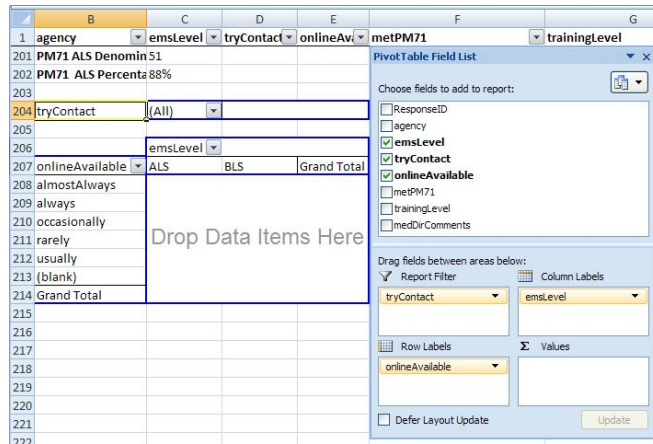 B C D E F G
1 agency emsLevel tryContact onlineAv metPM71 trainingLevel
201 PM71 ALS Denomin 51
202 PM71 ALS Percenta 88%
203
204 tryContact (All)
205
206 emsLevel
207 onlineAvailable ALS BLS Grand Total
208 almostAlways
209 always
210 occasionally
211 rarely
212 usually
213 (blank)
214 Grand Total
215
216
217
218
219
220
221
222
Drop Data Items Here
PivotTable Field List
Choose fields to add to report:
ResponseID
agency
emsLevel
tryContact
onlineAvailable
metPM71
trainingLevel
medDirComments
Drag fields between areas below:
Report Filter Column Labels
tryContact emsLevel
Row Labels Σ Values
onlineAvailable
Defer Layout Update Update